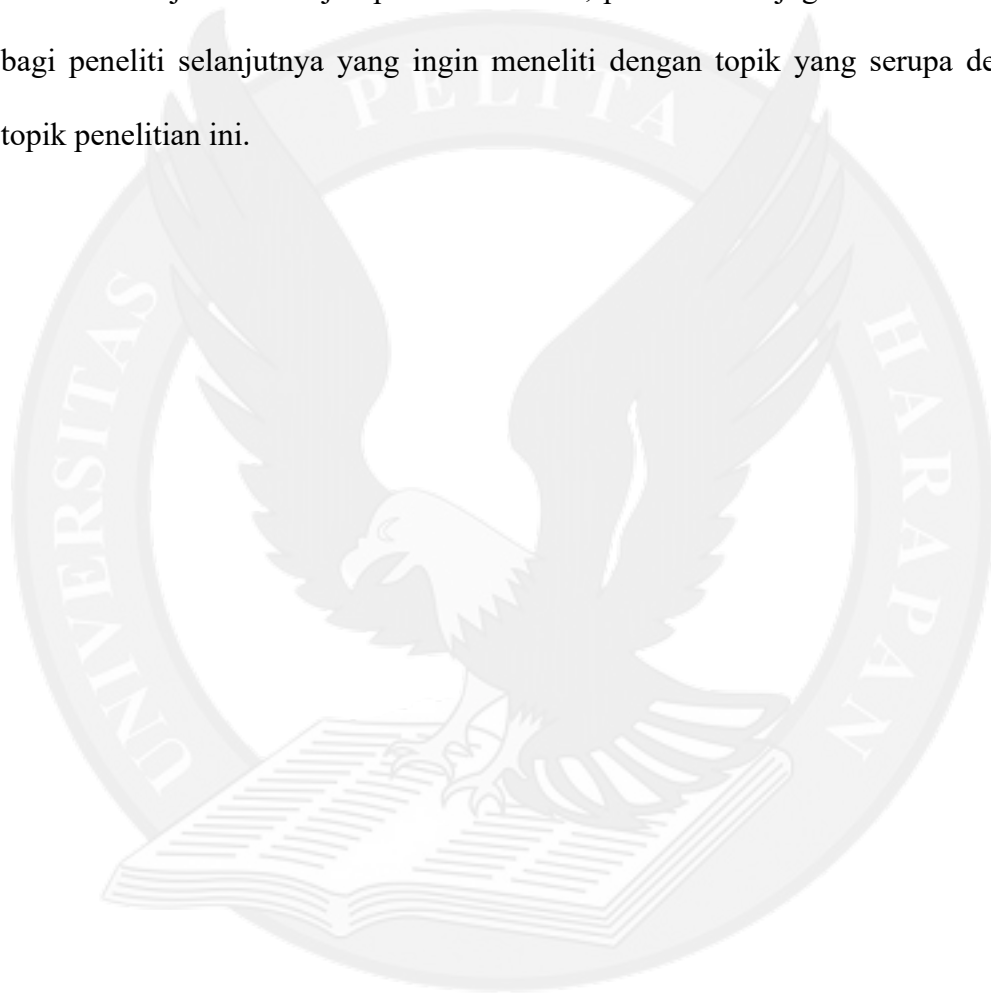 bagi peneliti selanjutnya yang ingin meneliti dengan topik yang serupa de
topik penelitian ini.
PELITA
UNIVERSITAS
HARAPAN